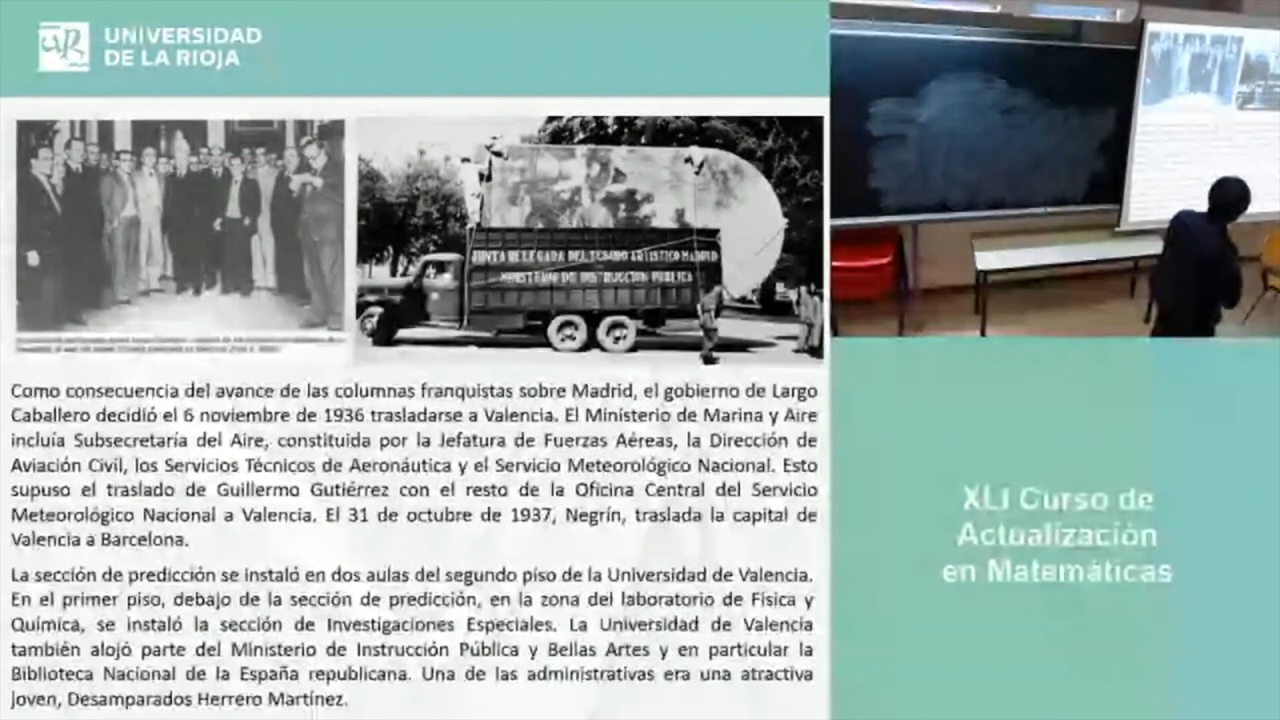 UNIVERSIDAD
DE LA RIOJA
JUNTA DELEGADA DEL TESORO ARTISTICO MADRID
MINISTERIO DE INSTRUCCION PUBLICA
Como consecuencia del avance de las columnas franquistas sobre Madrid, el gobierno de Largo
Caballero decidió el 6 noviembre de 1936 trasladarse a Valencia. El Ministerio de Marina y Aire
incluía Subsecretaría del Aire, constituida por la Jefatura de Fuerzas Aéreas, la Dirección de
Aviación Civil, los Servicios Técnicos de Aeronáutica y el Servicio Meteorológico Nacional. Esto
supuso el traslado de Guillermo Gutiérrez con el resto de la Oficina Central del Servicio
Meteorológico Nacional a Valencia. El 31 de octubre de 1937, Negrín, traslada la capital de
Valencia a Barcelona.
La sección de predicción se instaló en dos aulas del segundo piso de la Universidad de Valencia.
En el primer piso, debajo de la sección de predicción, en la zona del laboratorio de Física y
Química, se instaló la sección de Investigaciones Especiales. La Universidad de Valencia
también alojó parte del Ministerio de Instrucción Pública y Bellas Artes y en particular la
Biblioteca Nacional de la España republicana. Una de las administrativas era una atractiva
joven, Desamparados Herrero Martínez.
XLI Curso de
Actualización
en Matemáticas